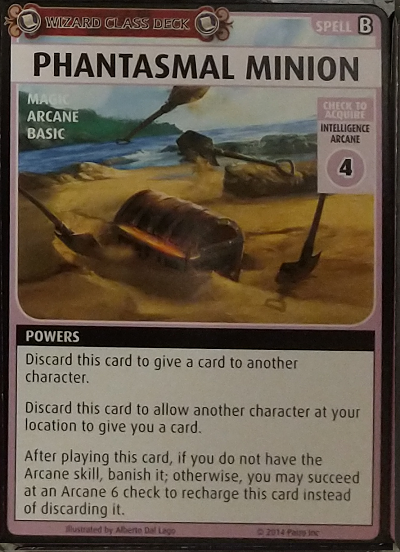 WIZARD CLASS DECK
SPELL B
PHANTASMAL MINION
MAGIC
ARCANE
BASIC
CHECK TO
ACQUIRE
INTELLIGENCE
ARCANE
4
POWERS
Discard this card to give a card to another
character.
Discard this card to allow another character at your
location to give you a card.
After playing this card, if you do not have the
Arcane skill, banish it; otherwise, you may succeed
at an Arcane 6 check to recharge this card instead
of discarding it.
Illustrated by Alberto Dal Lago
© 2014 Paizo Inc